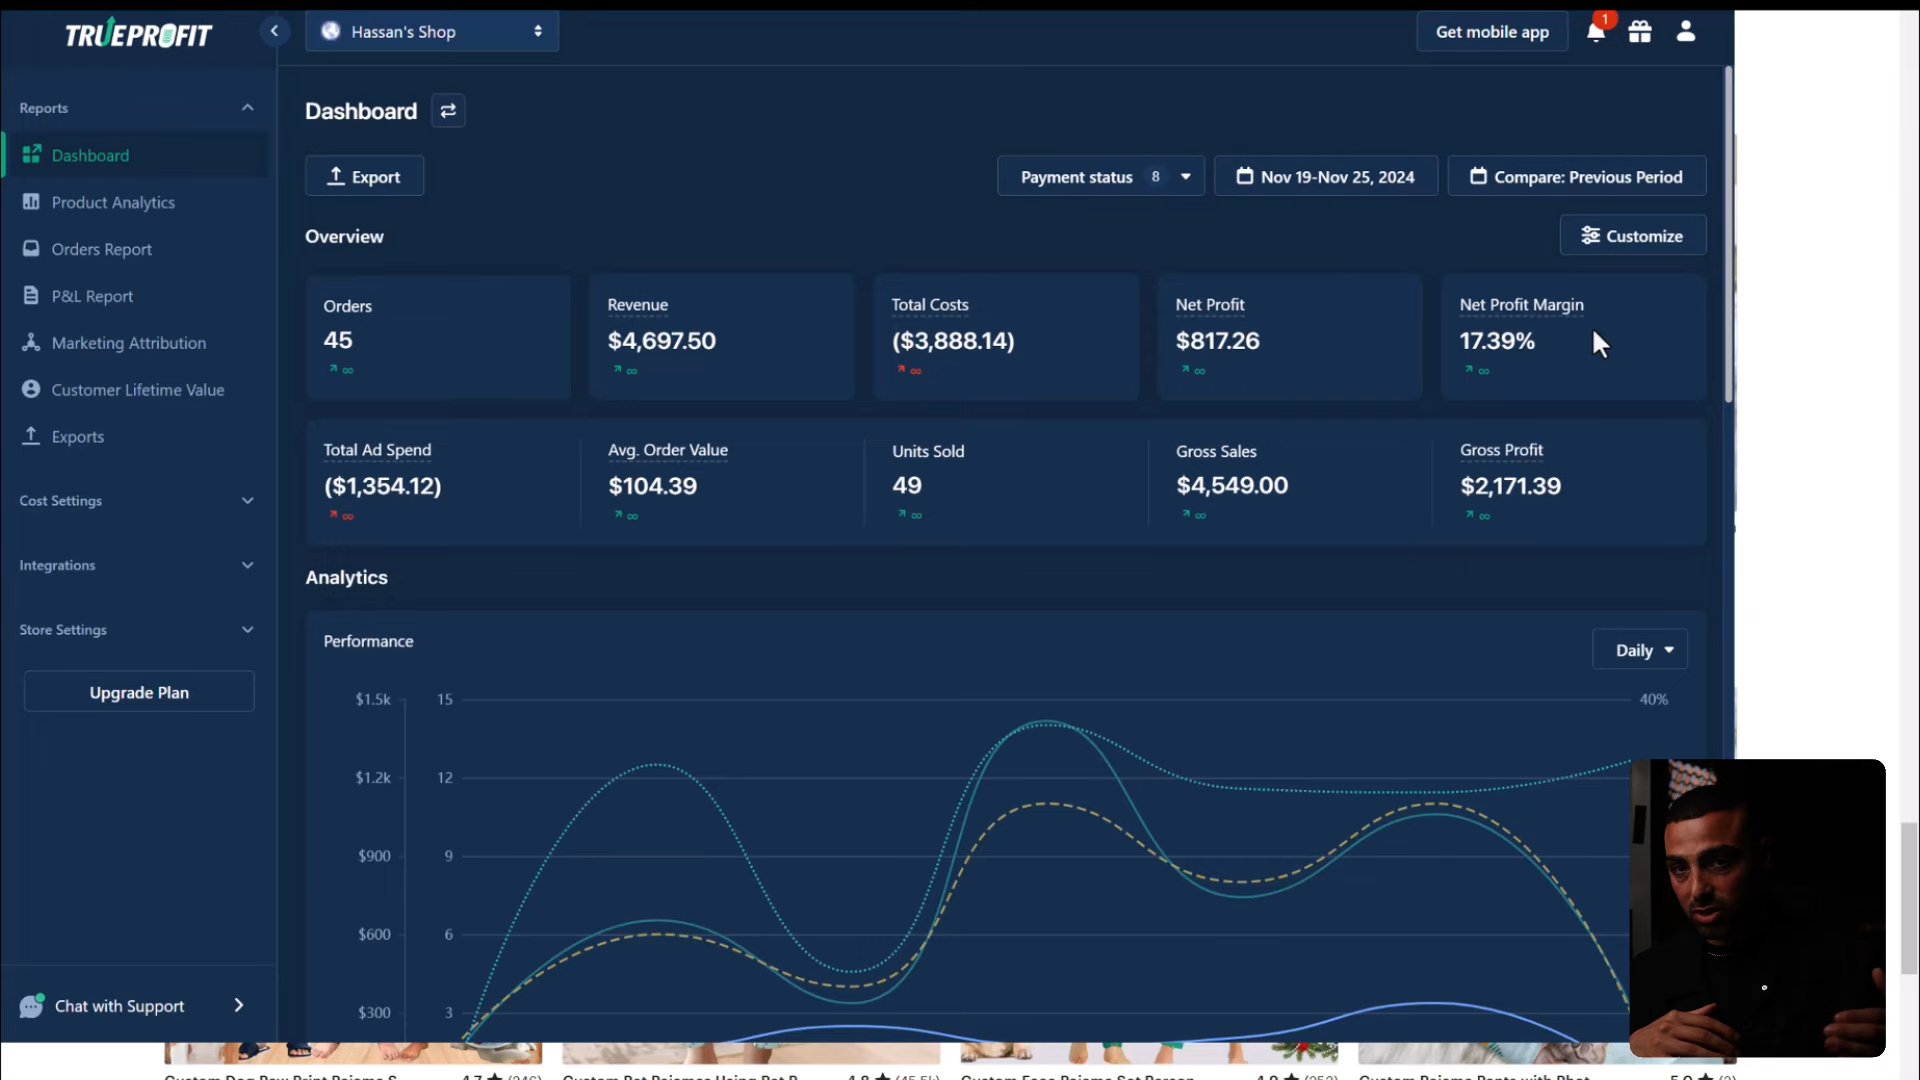 TRUEPROFIT
Hassan's Shop
Get mobile app
1
Reports
Dashboard
Product Analytics
Orders Report
P&L Report
Marketing Attribution
Customer Lifetime Value
Exports
Cost Settings
Integrations
Store Settings
Upgrade Plan
Chat with Support
Dashboard
Export
Payment status 8
Nov 19-Nov 25, 2024
Compare: Previous Period
Overview
Customize
Orders
45
∞
Revenue
$4,697.50
∞
Total Costs
($3,888.14)
∞
Net Profit
$817.26
∞
Net Profit Margin
17.39%
∞
Total Ad Spend
($1,354.12)
∞
Avg. Order Value
$104.39
∞
Units Sold
49
∞
Gross Sales
$4,549.00
∞
Gross Profit
$2,171.39
∞
Analytics
Performance
Daily
$1.5k 15 40%
$1.2k 12
$900 9
$600 6
$300 3